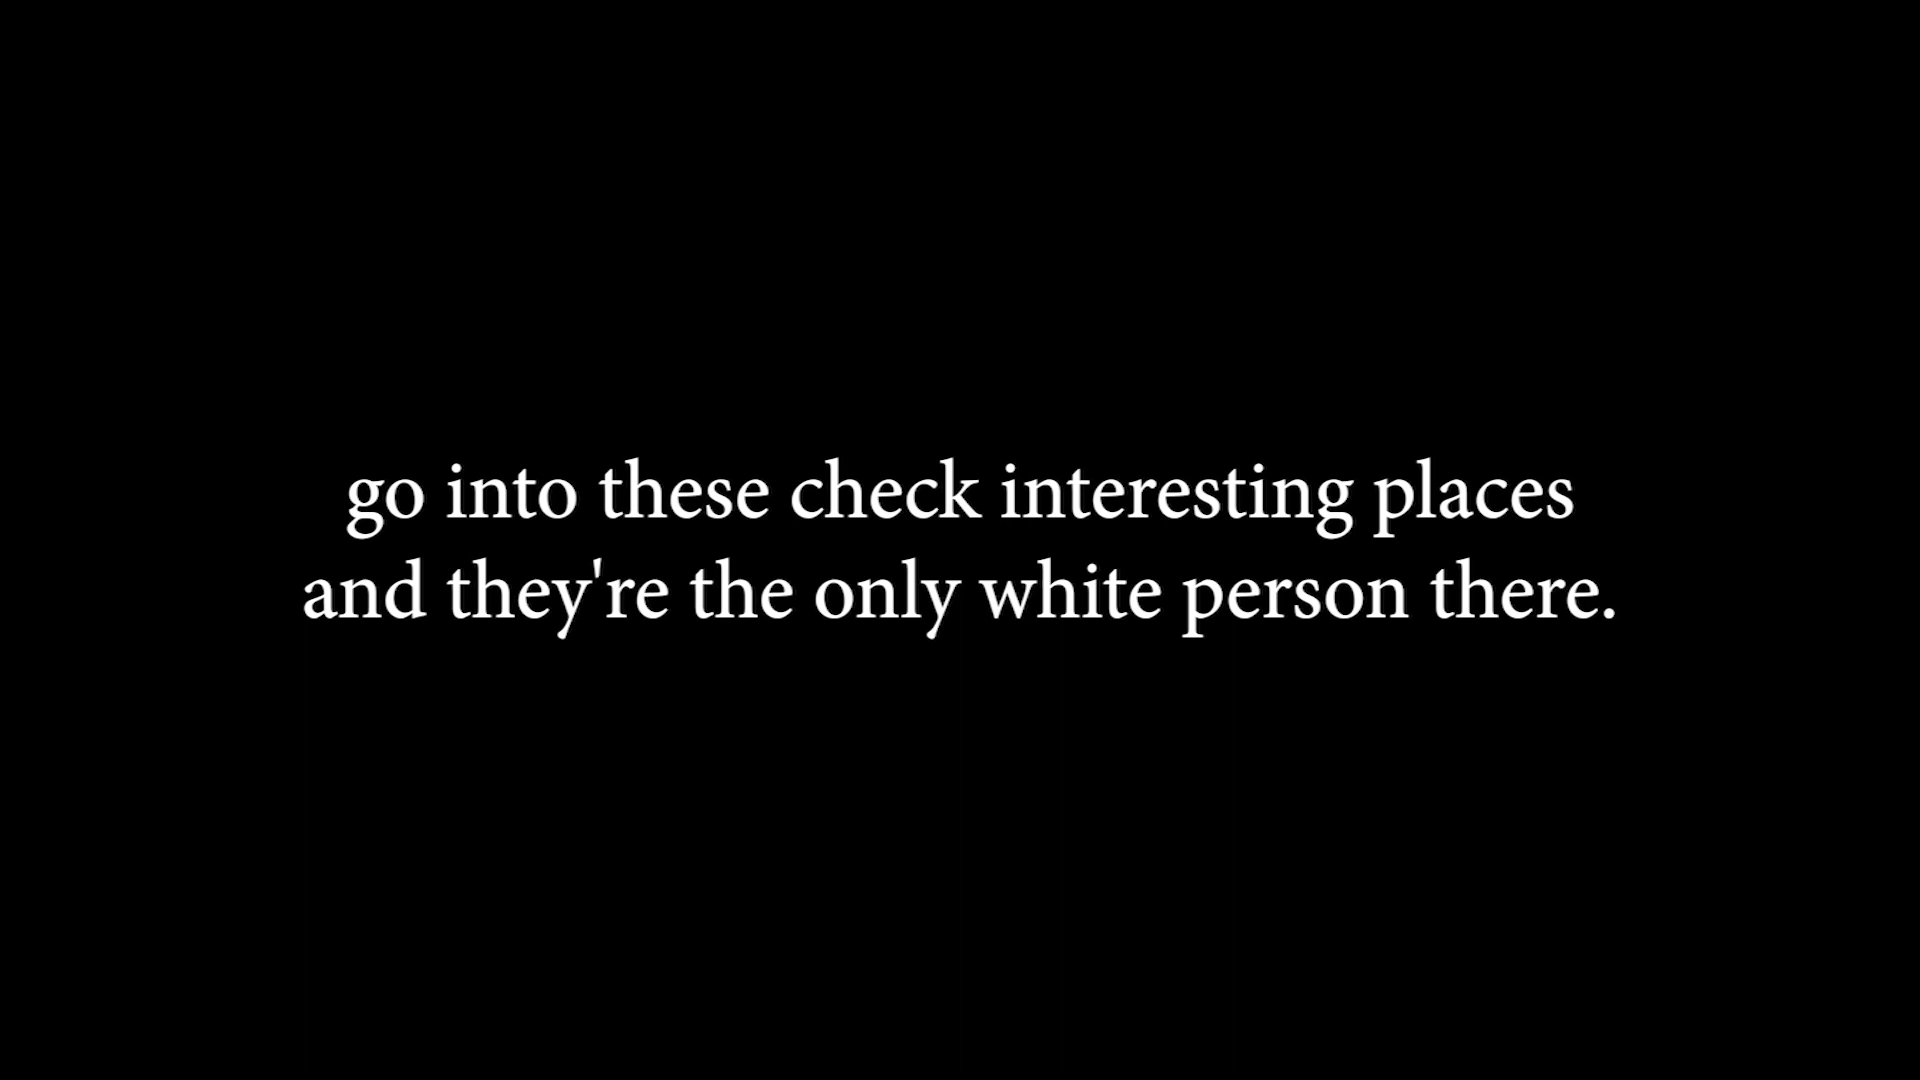 go into these check interesting places
and they're the only white person there.